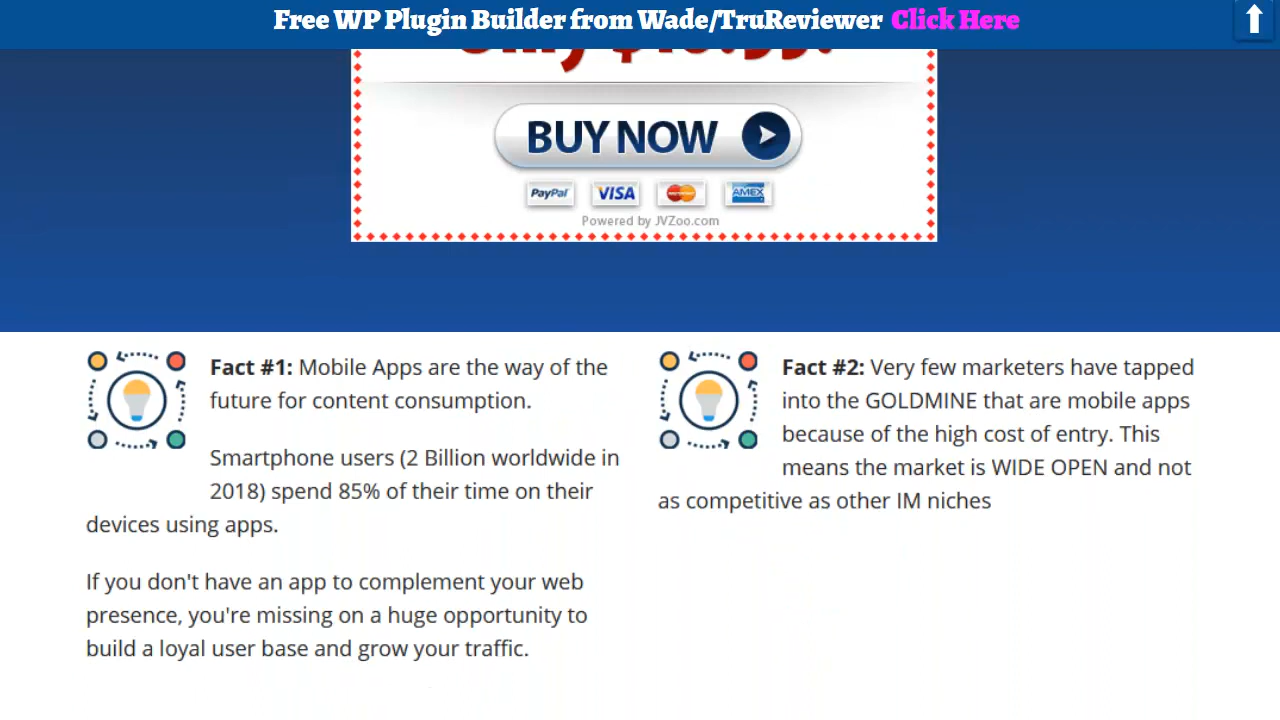 Free WP Plugin Builder from Wade/TruReviewer Click Here
BUY NOW
PayPal VISA MasterCard AMEX
Powered by JVZoo.com
Fact #1: Mobile Apps are the way of the
future for content consumption.
Smartphone users (2 Billion worldwide in
2018) spend 85% of their time on their
devices using apps.
If you don't have an app to complement your web
presence, you're missing on a huge opportunity to
build a loyal user base and grow your traffic.
Fact #2: Very few marketers have tapped
into the GOLDMINE that are mobile apps
because of the high cost of entry. This
means the market is WIDE OPEN and not
as competitive as other IM niches